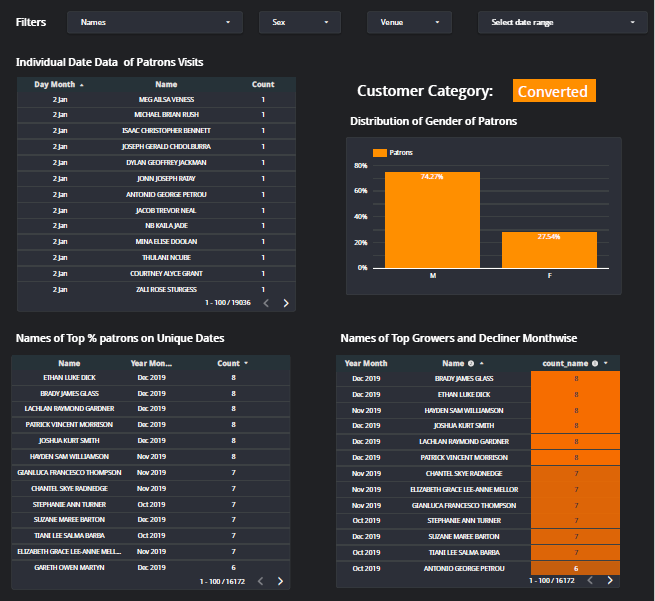 Filters Names Sex Venue Select date range
Individual Date Data of Patrons Visits
Day Month Name Count
2 Jan MEG AILSA VENESS 1
2 Jan MICHAEL BRIAN RUSH 1
2 Jan ISAAC CHRISTOPHER BENNETT 1
2 Jan JOSEPH GERALD CHOOLBURRA 1
2 Jan DYLAN GEOFFREY JACKMAN 1
2 Jan JONN JOSEPH RATAY 1
2 Jan ANTONIO GEORGE PETROU 1
2 Jan JACOB TREVOR NEAL 1
2 Jan NB KAILA JADE 1
2 Jan MINA ELISE DOOLAN 1
2 Jan THULANI NCUBE 1
2 Jan COURTNEY ALYCE GRANT 1
2 Jan ZALI ROSE STURGESS 1
1 - 100 / 19036
Customer Category: Converted
Distribution of Gender of Patrons
Patrons
80%
60%
40%
20%
0%
74.27%
27.54%
M F
Names of Top % patrons on Unique Dates
Name Year Mon... Count
ETHAN LUKE DICK Dec 2019 8
BRADY JAMES GLASS Dec 2019 8
LACHLAN RAYMOND GARDNER Dec 2019 8
PATRICK VINCENT MORRISON Dec 2019 8
JOSHUA KURT SMITH Dec 2019 8
HAYDEN SAM WILLIAMSON Nov 2019 8
GIANLUCA FRANCESCO THOMPSON Nov 2019 7
CHANTEL SKYE RADNEDGE Nov 2019 7
STEPHANIE ANN TURNER Oct 2019 7
SUZANE MAREE BARTON Dec 2019 7
TIANI LEE SALMA BARBA Oct 2019 7
ELIZABETH GRACE LEE-ANNE MELL... Nov 2019 7
GARETH OWEN MARTYN Dec 2019 6
1 - 100 / 16172
Names of Top Growers and Decliner Monthwise
Year Month Name count_name
Dec 2019 BRADY JAMES GLASS 8
Dec 2019 ETHAN LUKE DICK 8
Nov 2019 HAYDEN SAM WILLIAMSON 8
Dec 2019 JOSHUA KURT SMITH 8
Dec 2019 LACHLAN RAYMOND GARDNER 8
Dec 2019 PATRICK VINCENT MORRISON 8
Nov 2019 CHANTEL SKYE RADNEDGE 7
Nov 2019 ELIZABETH GRACE LEE-ANNE MELLOR 7
Nov 2019 GIANLUCA FRANCESCO THOMPSON 7
Oct 2019 STEPHANIE ANN TURNER 7
Dec 2019 SUZANE MAREE BARTON 7
Oct 2019 TIANI LEE SALMA BARBA 7
Oct 2019 ANTONIO GEORGE PETROU 6
1 - 100 / 16172